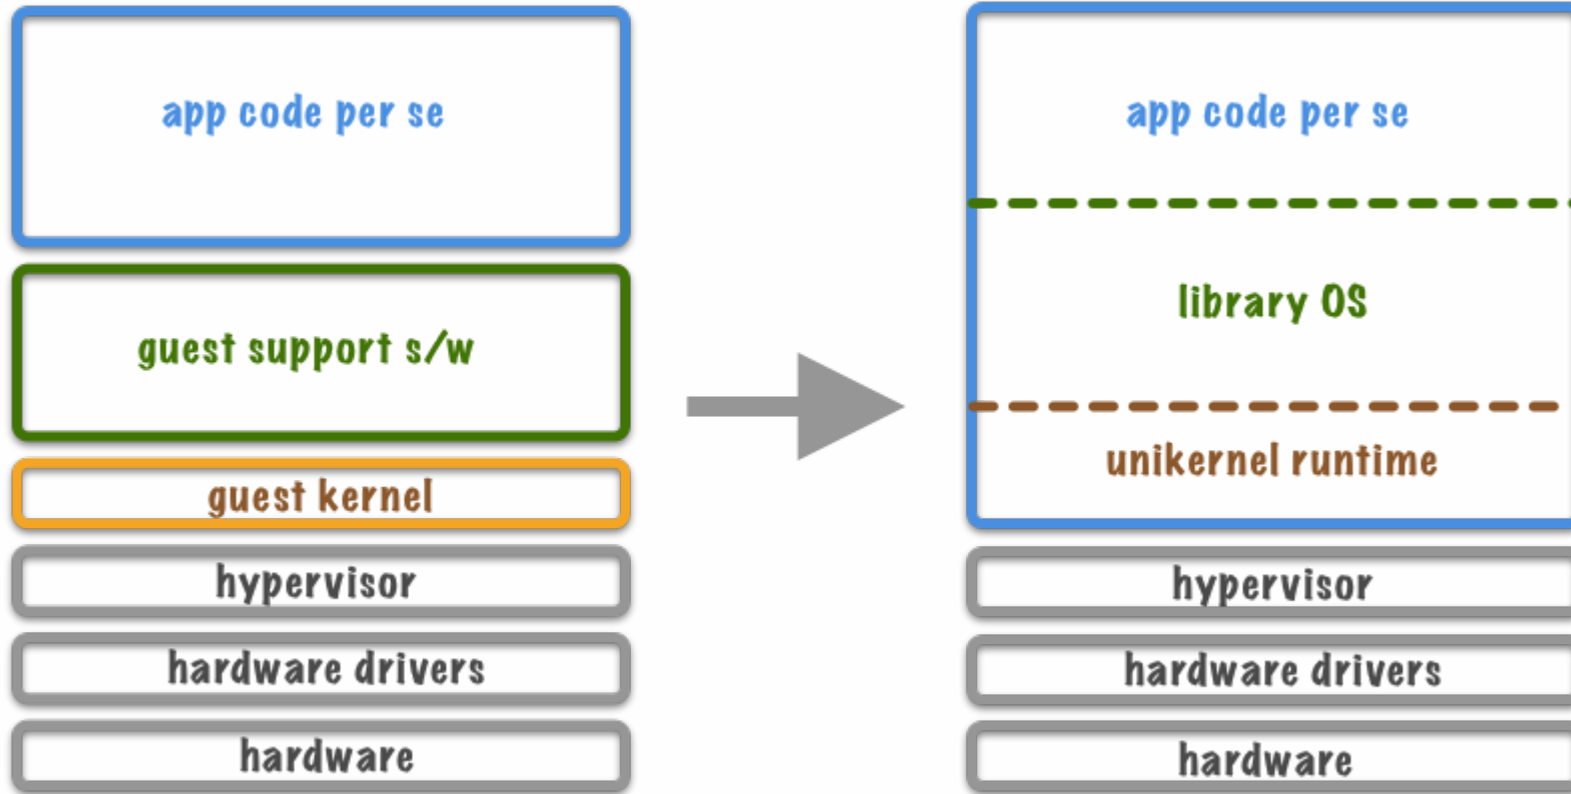 app code per se
guest support s/w
guest kernel
hypervisor
hardware drivers
hardware
app code per se
library OS
unikernel runtime
hypervisor
hardware drivers
hardware